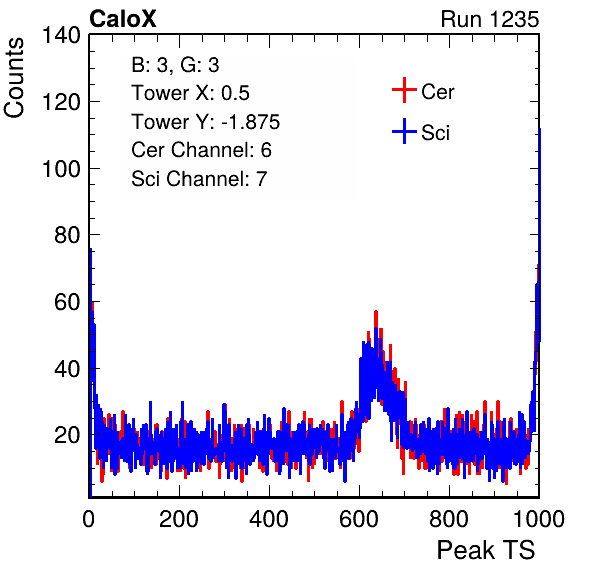 CaloX Run 1235
Counts
140
120
100
80
60
40
20
B: 3, G: 3
Tower X: 0.5
Tower Y: -1.875
Cer Channel: 6
Sci Channel: 7
Cer
Sci
0 200 400 600 800 1000
Peak TS